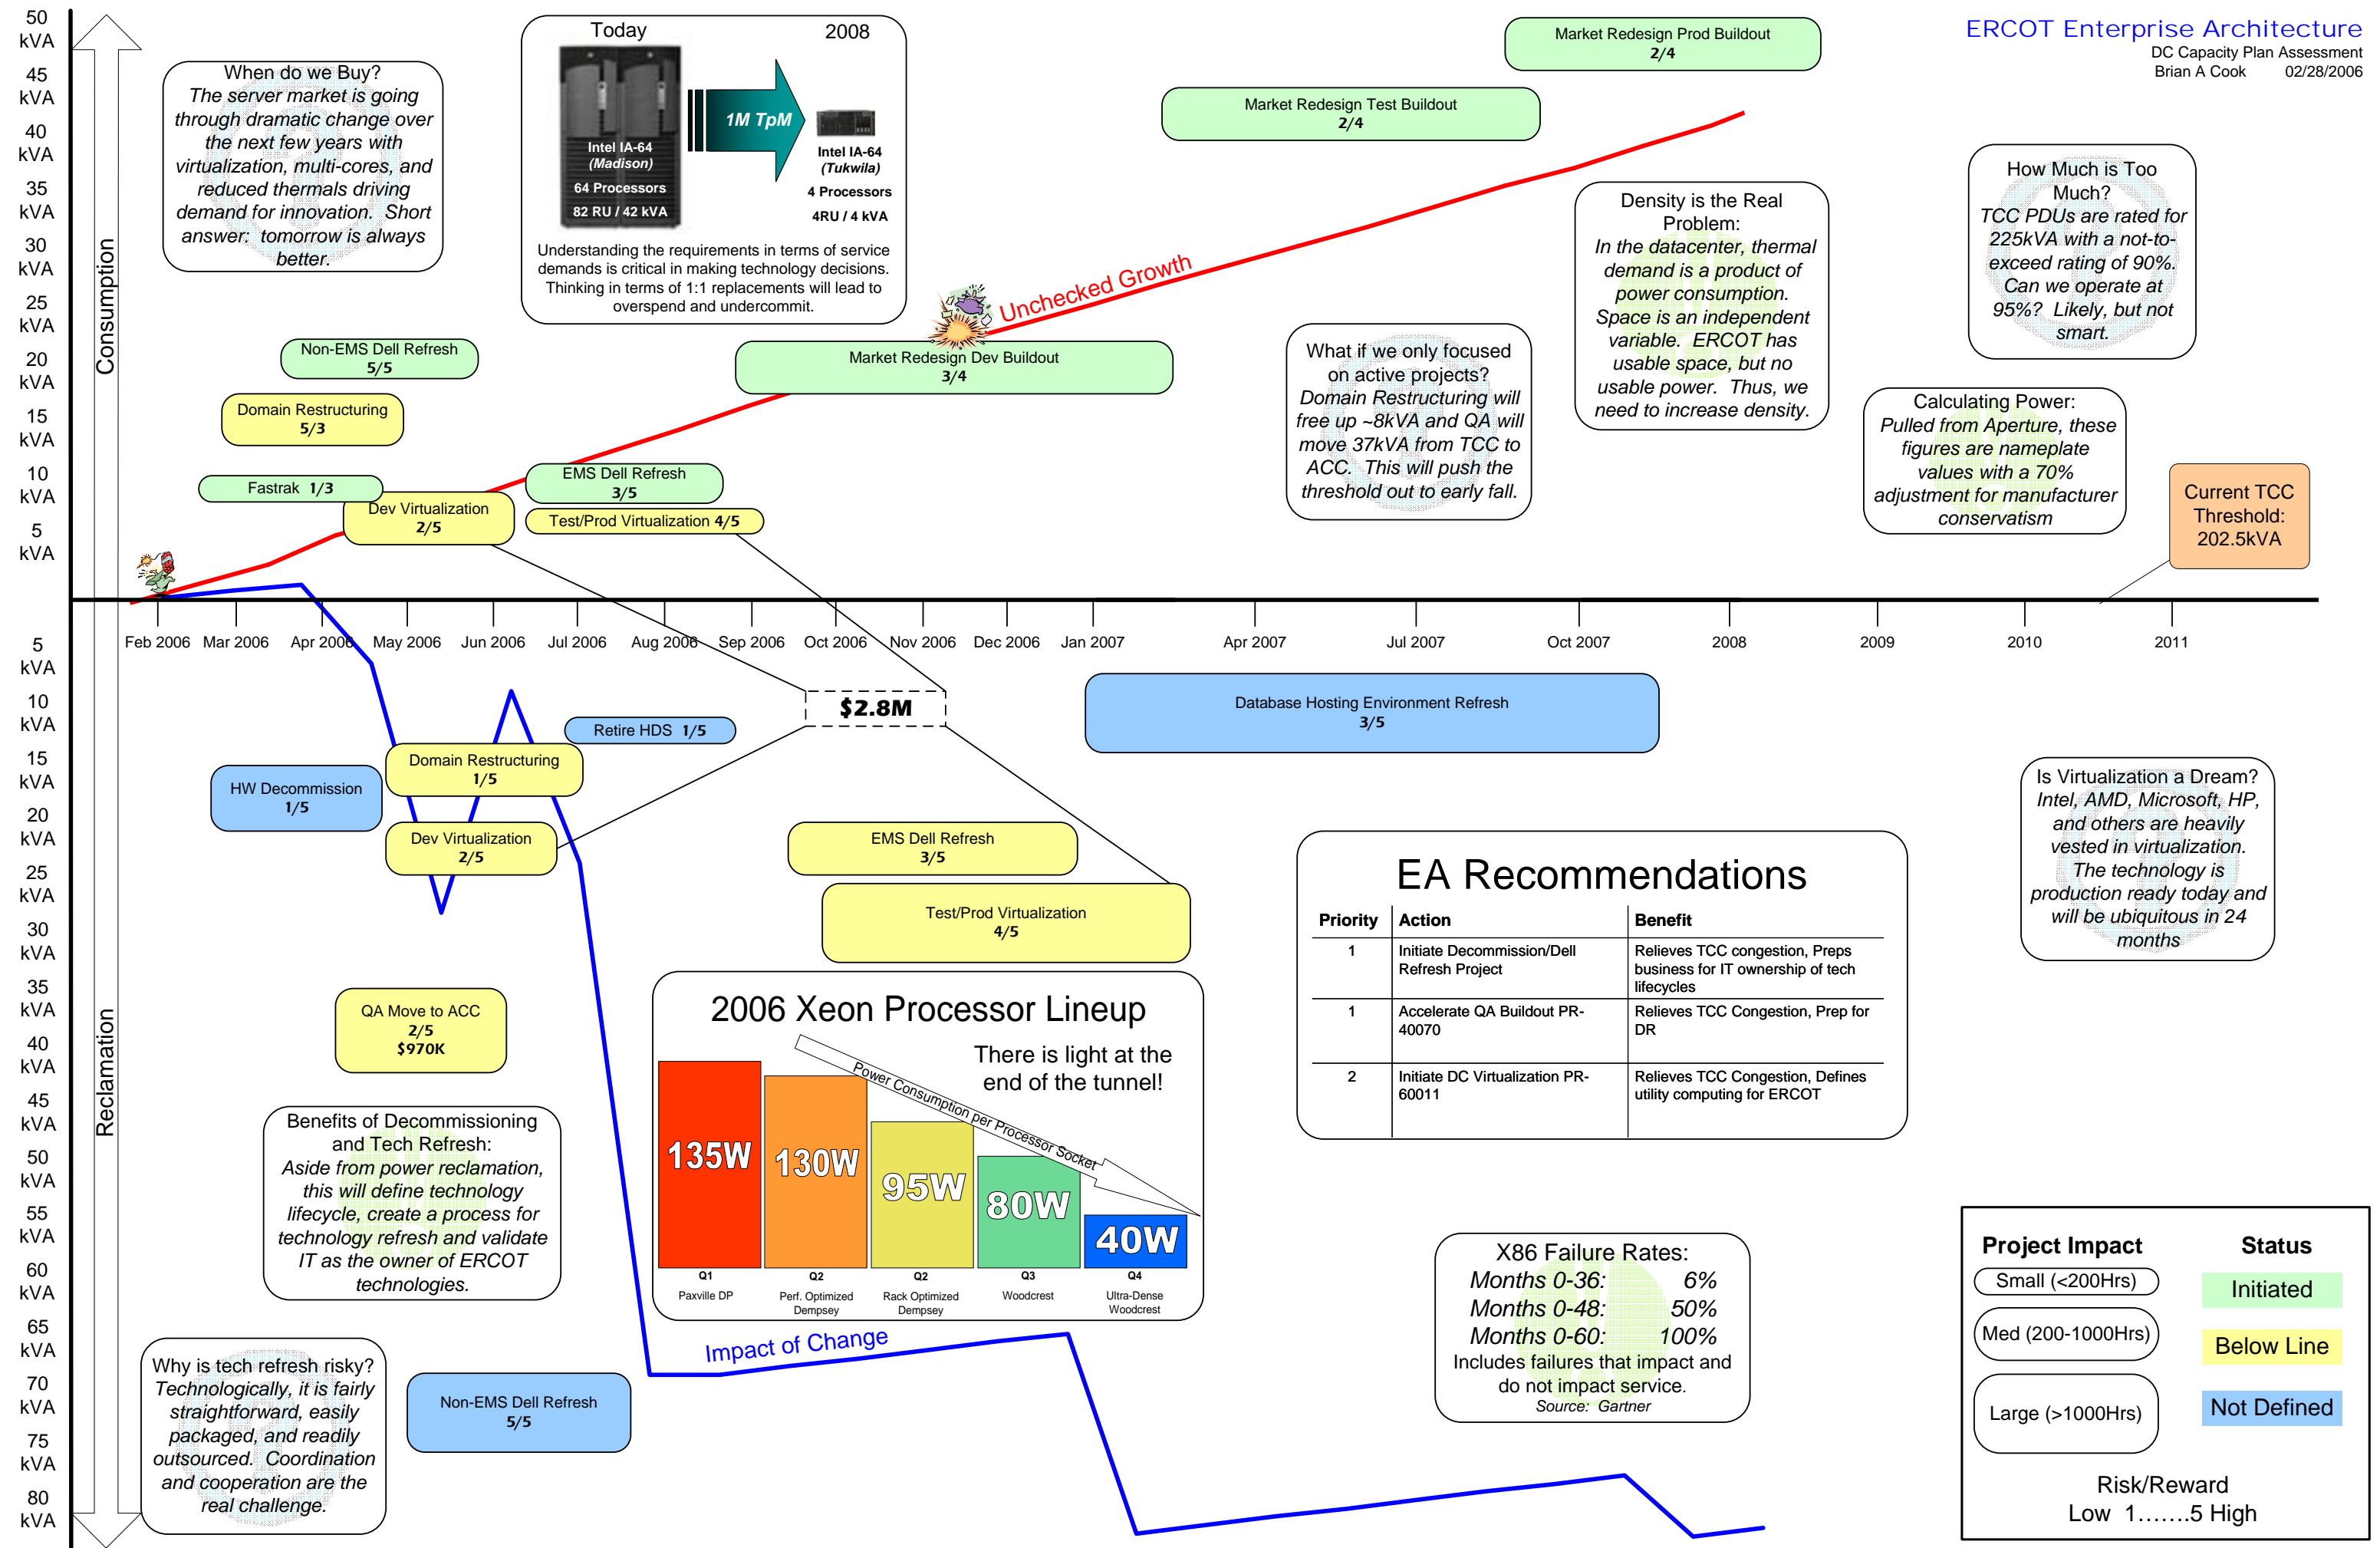 ERCOT Enterprise Architecture
DC Capacity Plan Assessment
Brian A Cook 02/28/2006
50
kVA
45
kVA
40
kVA
35
kVA
30
kVA
25
kVA
20
kVA
15
kVA
10
kVA
5
kVA
5
kVA
10
kVA
15
kVA
20
kVA
25
kVA
30
kVA
35
kVA
40
kVA
45
kVA
50
kVA
55
kVA
60
kVA
65
kVA
70
kVA
75
kVA
80
kVA
Consumption
Reclamation
When do we Buy?
The server market is going
through dramatic change over
the next few years with
virtualization, multi-cores, and
reduced thermals driving
demand for innovation. Short
answer: tomorrow is always
better.
Today 2008
1M TpM
Intel IA-64
(Madison)
64 Processors
82 RU / 42 kVA
Intel IA-64
(Tukwila)
4 Processors
4RU / 4 kVA
Understanding the requirements in terms of service
demands is critical in making technology decisions.
Thinking in terms of 1:1 replacements will lead to
overspend and undercommit.
Market Redesign Prod Buildout
2/4
Market Redesign Test Buildout
2/4
Unchecked Growth
Density is the Real
Problem:
In the datacenter, thermal
demand is a product of
power consumption.
Space is an independent
variable. ERCOT has
usable space, but no
usable power. Thus, we
need to increase density.
How Much is Too
Much?
TCC PDUs are rated for
225kVA with a not-to-
exceed rating of 90%.
Can we operate at
95%? Likely, but not
smart.
Non-EMS Dell Refresh
5/5
Domain Restructuring
5/3
Fastrak 1/3
Dev Virtualization
2/5
EMS Dell Refresh
3/5
Test/Prod Virtualization 4/5
Market Redesign Dev Buildout
3/4
What if we only focused
on active projects?
Domain Restructuring will
free up ~8kVA and QA will
move 37kVA from TCC to
ACC. This will push the
threshold out to early fall.
Calculating Power:
Pulled from Aperture, these
figures are nameplate
values with a 70%
adjustment for manufacturer
conservatism
Current TCC
Threshold:
202.5kVA
Feb 2006 Mar 2006 Apr 2006 May 2006 Jun 2006 Jul 2006 Aug 2006 Sep 2006 Oct 2006 Nov 2006 Dec 2006 Jan 2007 Apr 2007 Jul 2007 Oct 2007 2008 2009 2010 2011
$2.8M
Database Hosting Environment Refresh
3/5
Retire HDS 1/5
Domain Restructuring
1/5
HW Decommission
1/5
Dev Virtualization
2/5
EMS Dell Refresh
3/5
Test/Prod Virtualization
4/5
QA Move to ACC
2/5
$970K
Is Virtualization a Dream?
Intel, AMD, Microsoft, HP,
and others are heavily
vested in virtualization.
The technology is
production ready today and
will be ubiquitous in 24
months
EA Recommendations
Priority Action Benefit
1 Initiate Decommission/Dell
Refresh Project
Relieves TCC congestion, Preps
business for IT ownership of tech
lifecycles
1 Accelerate QA Buildout PR-
40070
Relieves TCC Congestion, Prep for
DR
2 Initiate DC Virtualization PR-
60011
Relieves TCC Congestion, Defines
utility computing for ERCOT
2006 Xeon Processor Lineup
There is light at the
end of the tunnel!
Power Consumption per Processor Socket
135W 130W 95W 80W 40W
Q1 Q2 Q2 Q3 Q4
Paxville DP
Perf. Optimized
Dempsey
Rack Optimized
Dempsey
Woodcrest
Ultra-Dense
Woodcrest
Benefits of Decommissioning
and Tech Refresh:
Aside from power reclamation,
this will define technology
lifecycle, create a process for
technology refresh and validate
IT as the owner of ERCOT
technologies.
Impact of Change
Why is tech refresh risky?
Technologically, it is fairly
straightforward, easily
packaged, and readily
outsourced. Coordination
and cooperation are the
real challenge.
Non-EMS Dell Refresh
5/5
X86 Failure Rates:
Months 0-36: 6%
Months 0-48: 50%
Months 0-60: 100%
Includes failures that impact and
do not impact service.
Source: Gartner
Project Impact Status
Small (<200Hrs)
Med (200-1000Hrs)
Large (>1000Hrs)
Initiated
Below Line
Not Defined
Risk/Reward
Low 1.......5 High